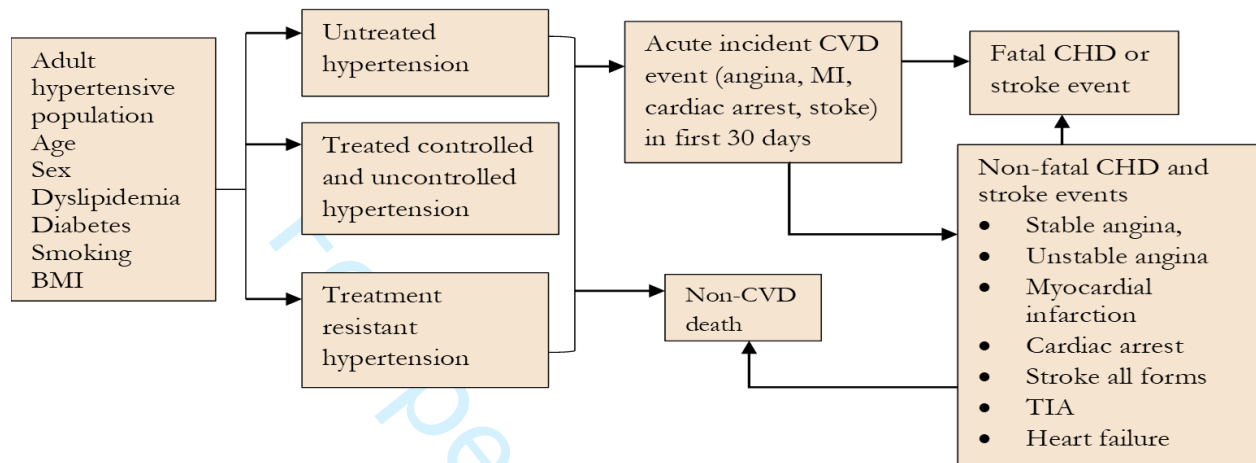 Adult
hypertensive
population
Age
Sex
Dyslipidemia
Diabetes
Smoking
BMI
Untreated
hypertension
Treated controlled
and uncontrolled
hypertension
Treatment
resistant
hypertension
Acute incident CVD
event (angina, MI,
cardiac arrest, stoke)
in first 30 days
Non-CVD
death
Fatal CHD or
stroke event
Non-fatal CHD and
stroke events
• Stable angina,
• Unstable angina
• Myocardial
infarction
• Cardiac arrest
• Stroke all forms
• TIA
• Heart failure